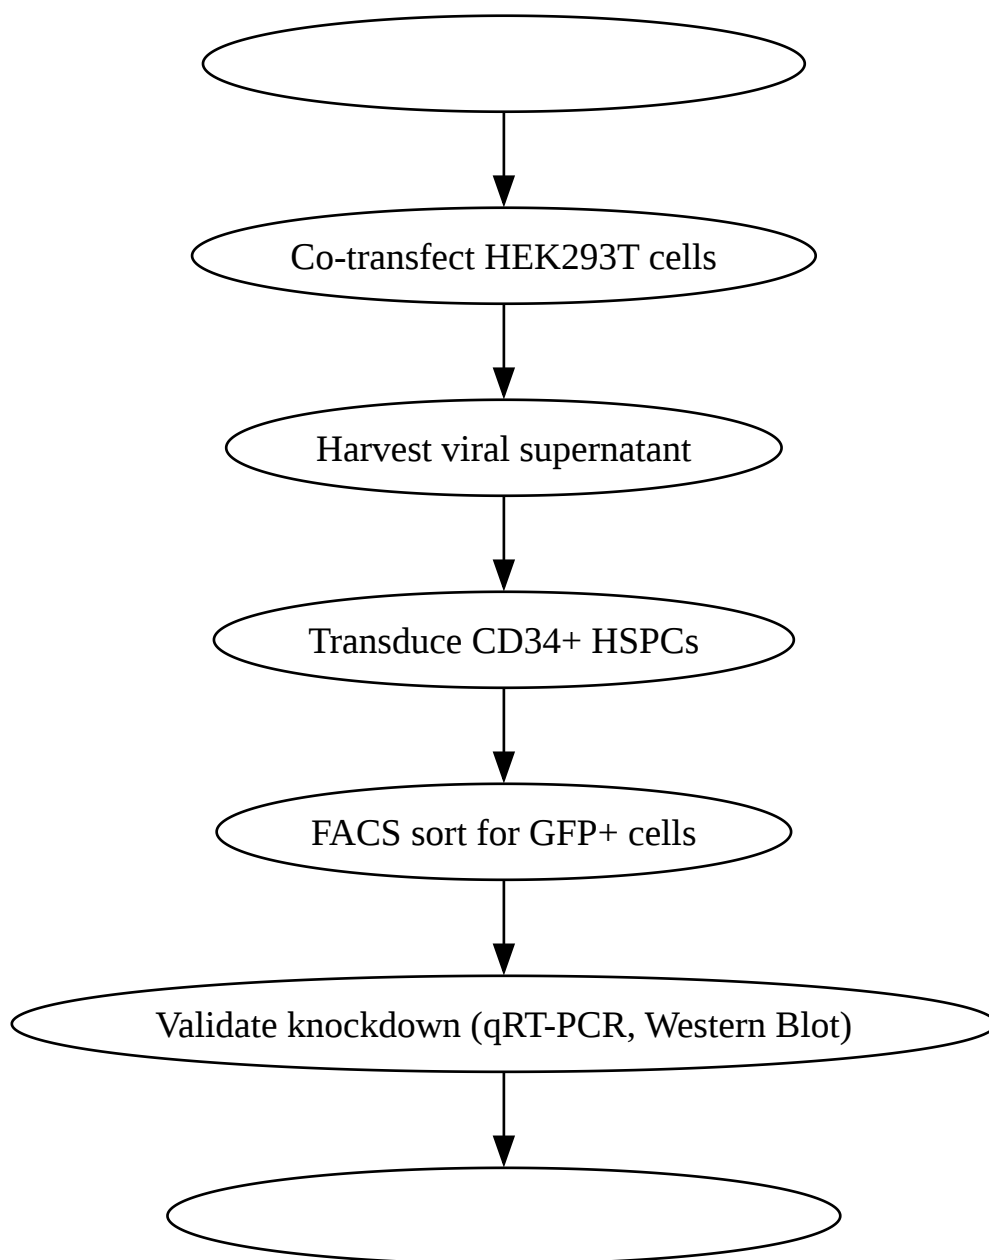 Co-transfect HEK293T cells
Harvest viral supernatant
Transduce CD34+ HSPCs
FACS sort for GFP+ cells
Validate knockdown (qRT-PCR, Western Blot)